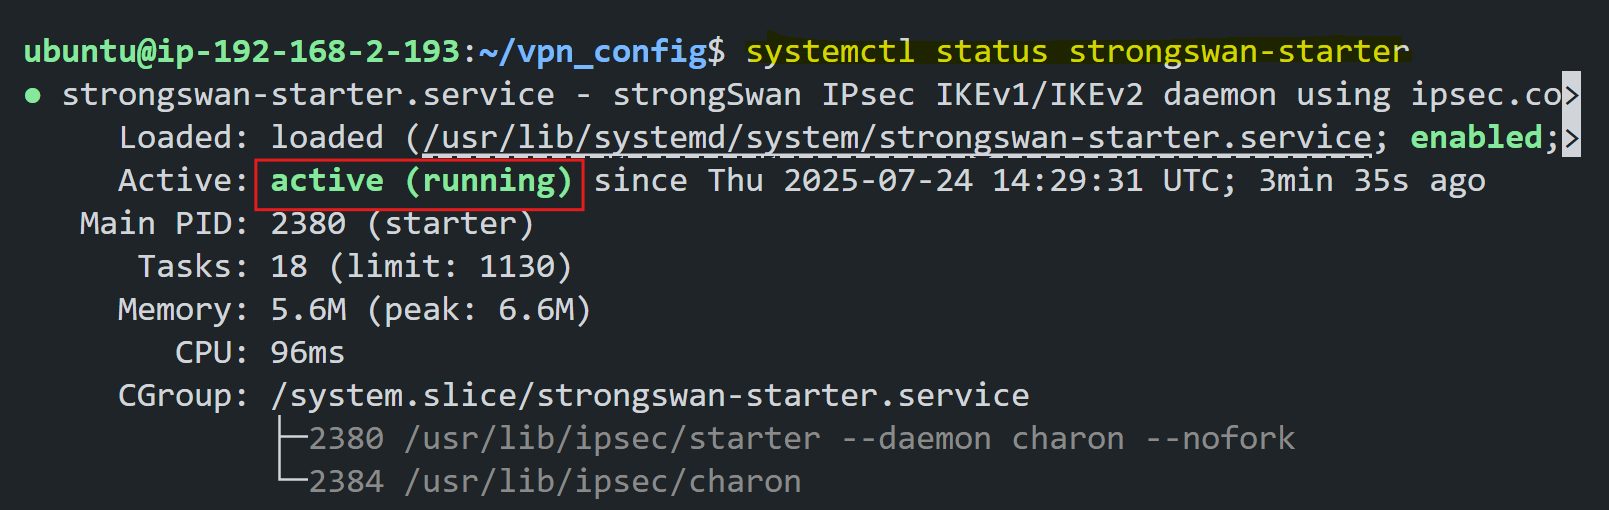 ubuntu@ip-192-168-2-193:~/vpn_config$ systemctl status strongswan-starter
● strongswan-starter.service - strongSwan IPsec IKEv1/IKEv2 daemon using ipsec.co>
Loaded: loaded (/usr/lib/systemd/system/strongswan-starter.service; enabled;>
Active: active (running) since Thu 2025-07-24 14:29:31 UTC; 3min 35s ago
Main PID: 2380 (starter)
Tasks: 18 (limit: 1130)
Memory: 5.6M (peak: 6.6M)
CPU: 96ms
CGroup: /system.slice/strongswan-starter.service
├─2380 /usr/lib/ipsec/starter --daemon charon --nofork
└─2384 /usr/lib/ipsec/charon